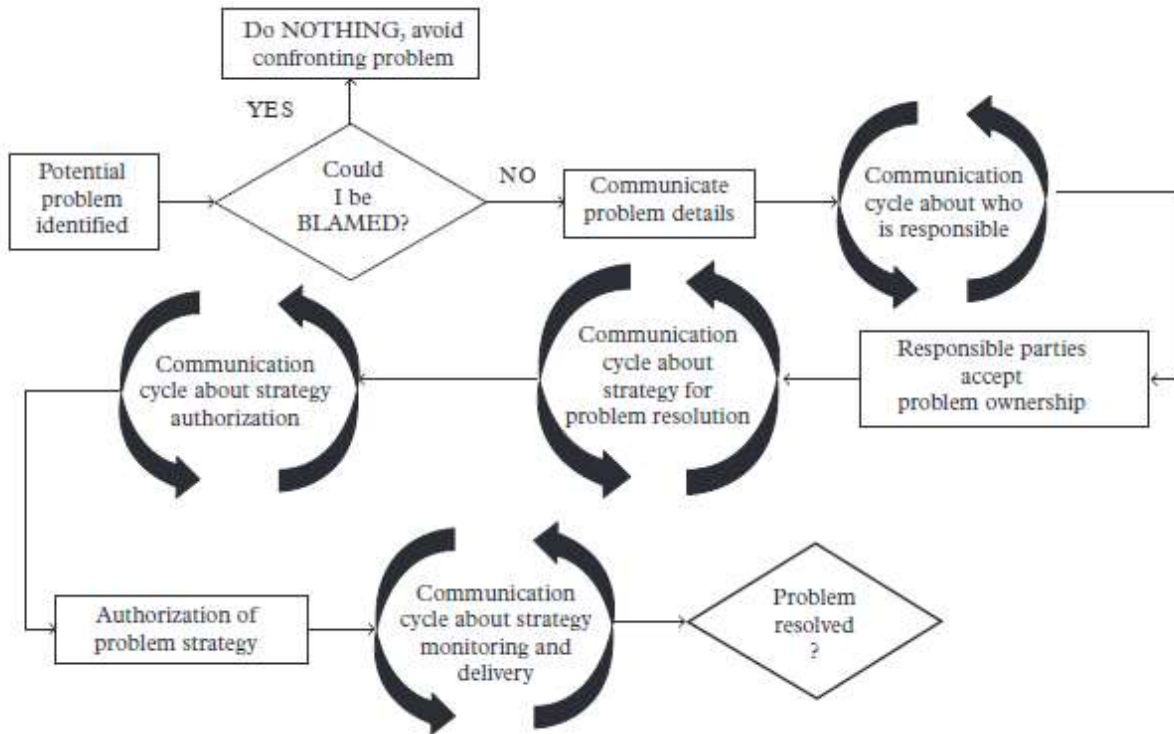 Do NOTHING, avoid
confronting problem
YES
Potential
problem
identified
Could
I be
BLAMED?
NO
Communicate
problem details
Communication
cycle about who
is responsible
Responsible parties
accept
problem ownership
Communication
cycle about
strategy for
problem resolution
Communication
cycle about strategy
authorization
Authorization of
problem strategy
Communication
cycle about strategy
monitoring and
delivery
Problem
resolved
?